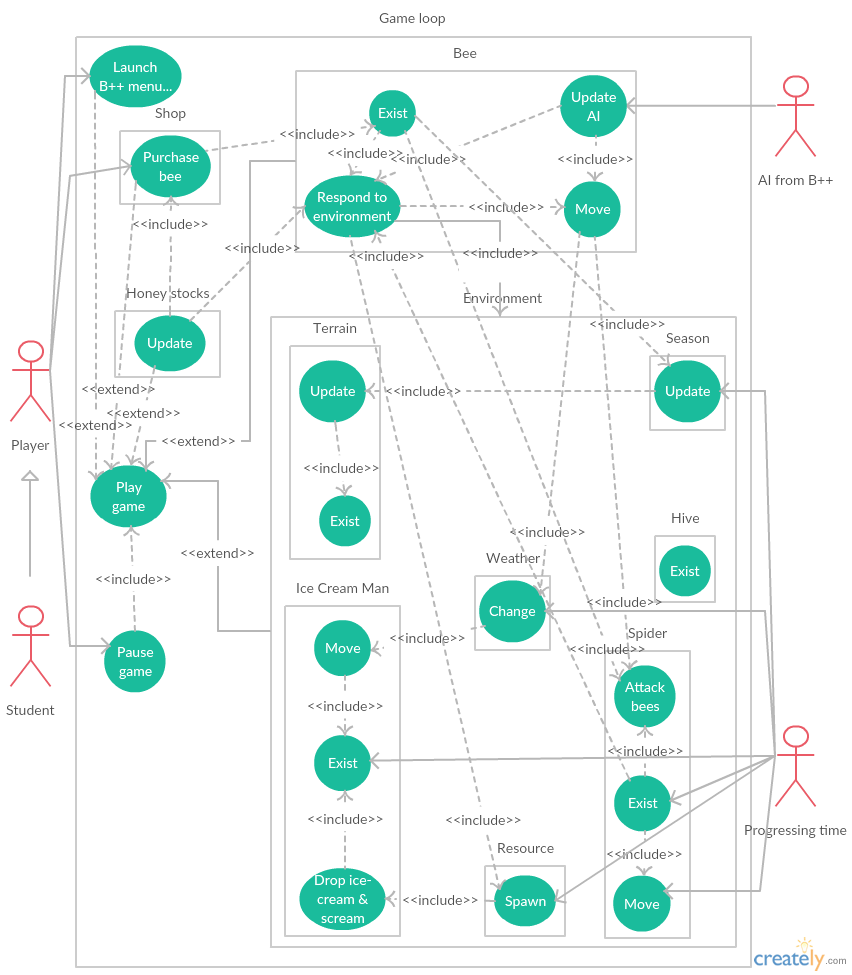 Game loop
Launch
B++ menu...
Bee
Exist
Update
AI
AI from B++
Shop
Purchase
bee
<<include>>
<<include>>
<<include>>
<<include>>
Respond to
environment
<<include>>
Move
<<include>>
<<include>>
<<include>>
<<include>>
Honey stocks
Update
Environment
Terrain
Update
<<include>>
<<include>>
Season
Update
<<include>>
Exist
Player
<<extend>>
<<extend>>
<<extend>>
<<extend>>
Play
game
<<extend>>
<<include>>
Pause
game
Student
Hive
Exist
<<include>>
Weather
Change
<<include>>
<<include>>
Ice Cream Man
Move
<<include>>
<<include>>
Exist
<<include>>
Drop ice-
cream &
scream
<<include>>
<<include>>
Resource
Spawn
Spider
Attack
bees
<<include>>
Exist
<<include>>
Move
Progressing time
creately.com